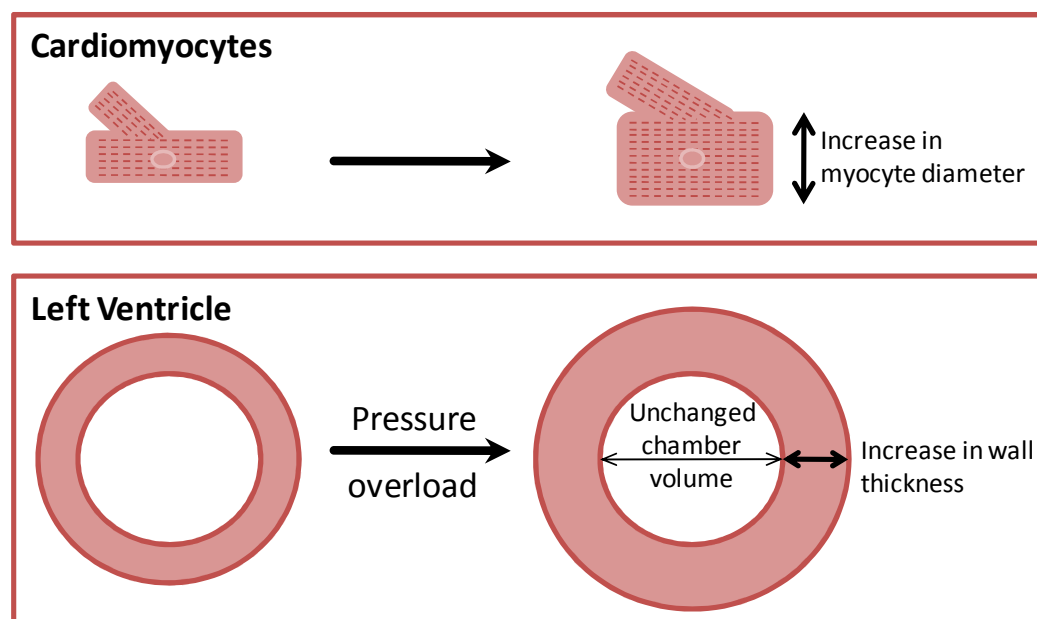 Cardiomyocytes
Increase in
myocyte diameter
Left Ventricle
Pressure
overload
Unchanged
chamber
volume
Increase in wall
thickness